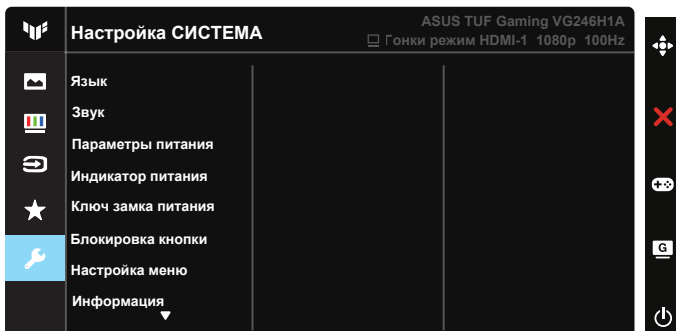 ASUS TUF Gaming VG246H1A
Настройка СИСТЕМА
Гонки режим HDMI-1 1080p 100Hz
Язык
Звук
Параметры питания
Индикатор питания
Ключ замка питания
Блокировка кнопки
Настройка меню
Информация
G